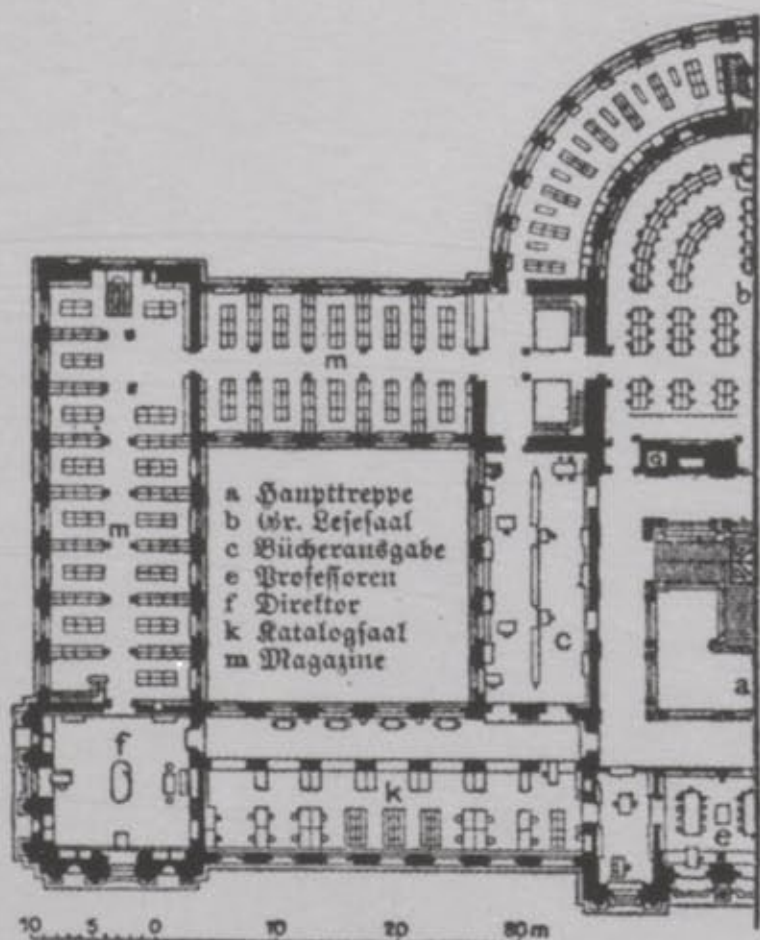 m
b
m
a Haupttreppe
b Gr. Lesesaal
c Bücherausgabe
e Professoren
f Direktor
k Katalogsaal
m Magazine
c
a
f
k
e
10 5 0 10 20 30 m